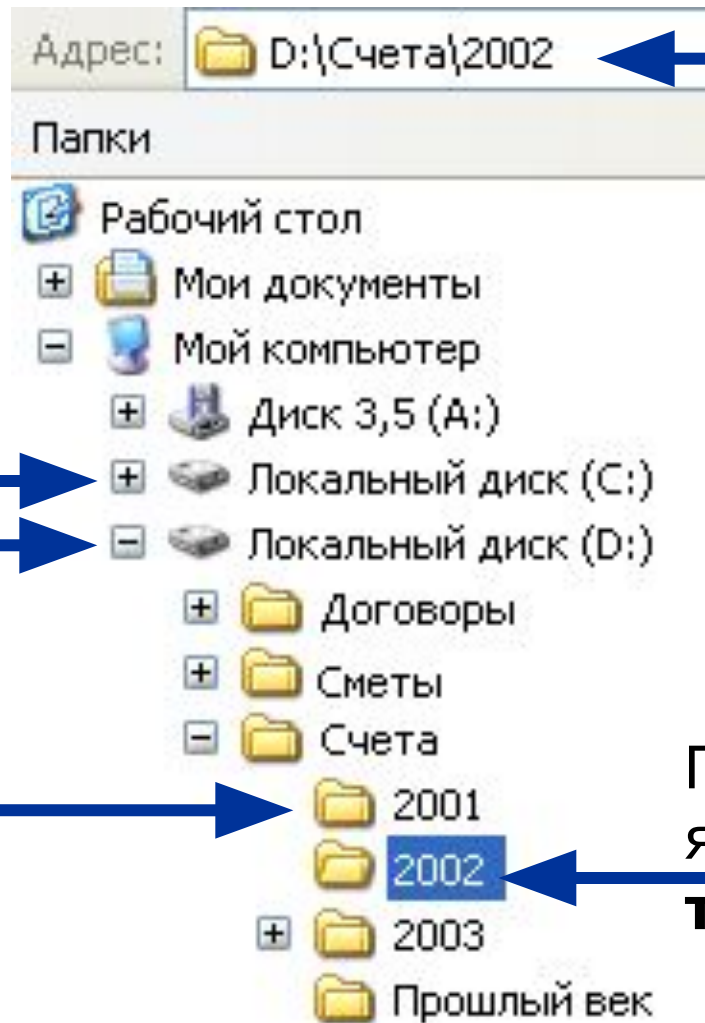 Адрес: D:\Счета\2002
Папки
Рабочий стол
Мои документы
Мой компьютер
Диск 3,5 (A:)
Локальный диск (C:)
Локальный диск (D:)
Договоры
Сметы
Счета
2001
2002
2003
Прошлый век